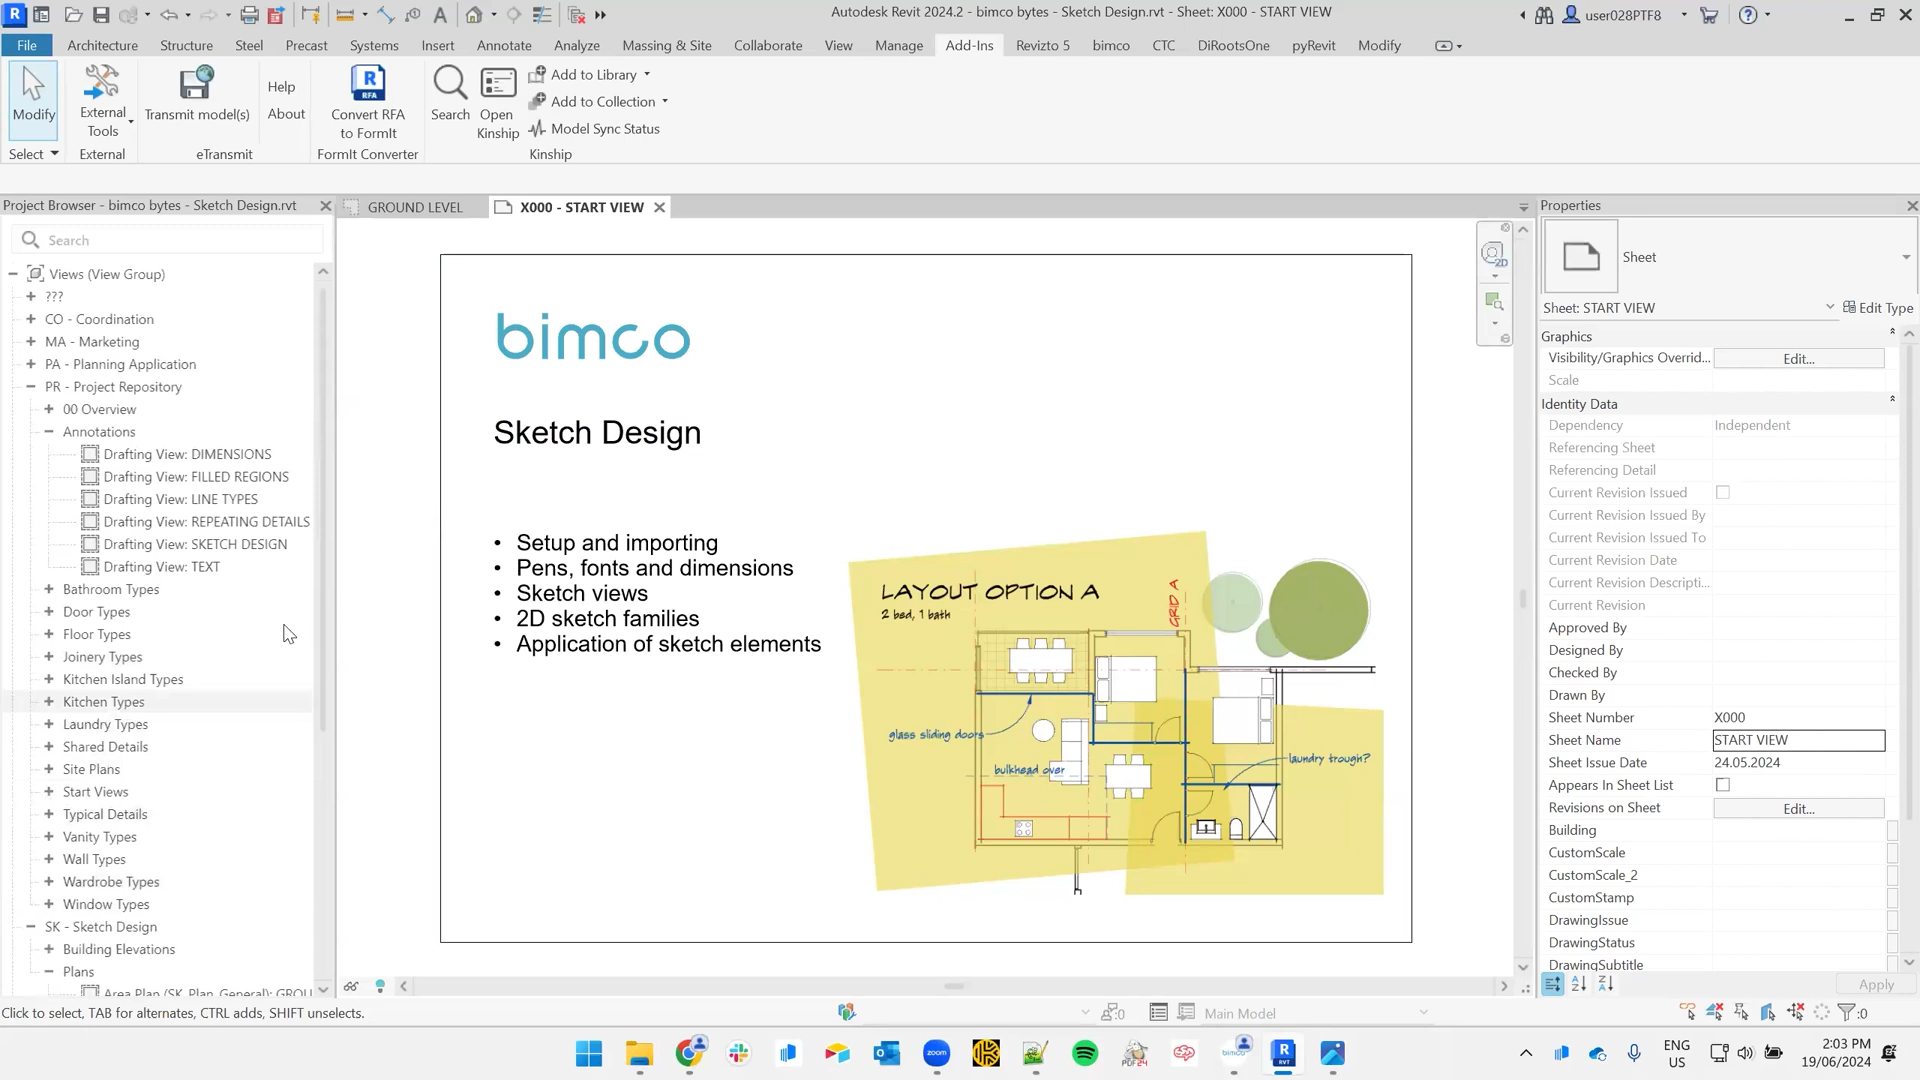 Autodesk Revit 2024.2 - bimco bytes - Sketch Design.rvt - Sheet: X000 - START VIEW
user028PTF8
File Architecture Structure Steel Precast Systems Insert Annotate Analyze Massing & Site Collaborate View Manage Add-Ins Revizto 5 bimco CTC DiRootsOne pyRevit Modify
Modify
External Tools
Transmit model(s)
Help
About
Convert RFA to FormIt
Search
Open Kinship
Add to Library
Add to Collection
Model Sync Status
Select External eTransmit FormIt Converter Kinship
Project Browser - bimco bytes - Sketch Design.rvt
GROUND LEVEL
X000 - START VIEW
Properties
Search
Views (View Group)
???
CO - Coordination
MA - Marketing
PA - Planning Application
PR - Project Repository
00 Overview
Annotations
Drafting View: DIMENSIONS
Drafting View: FILLED REGIONS
Drafting View: LINE TYPES
Drafting View: REPEATING DETAILS
Drafting View: SKETCH DESIGN
Drafting View: TEXT
Bathroom Types
Door Types
Floor Types
Joinery Types
Kitchen Island Types
Kitchen Types
Laundry Types
Shared Details
Site Plans
Start Views
Typical Details
Vanity Types
Wall Types
Wardrobe Types
Window Types
SK - Sketch Design
Building Elevations
Plans
Area Plan (SK_Plan_General): GROU
bimco
Sketch Design
• Setup and importing
• Pens, fonts and dimensions
• Sketch views
• 2D sketch families
• Application of sketch elements
LAYOUT OPTION A
2 bed, 1 bath
GRID A
glass sliding doors
bulkhead over
laundry trough?
2D
Sheet
Sheet: START VIEW
Edit Type
Graphics
Visibility/Graphics Overrid... Edit...
Scale
Identity Data
Dependency Independent
Referencing Sheet
Referencing Detail
Current Revision Issued
Current Revision Issued By
Current Revision Issued To
Current Revision Date
Current Revision Descripti...
Current Revision
Approved By
Designed By
Checked By
Drawn By
Sheet Number X000
Sheet Name START VIEW
Sheet Issue Date 24.05.2024
Appears In Sheet List
Revisions on Sheet Edit...
Building
CustomScale
CustomScale_2
CustomStamp
DrawingIssue
DrawingStatus
DrawingSubtitle
Apply
Click to select, TAB for alternates, CTRL adds, SHIFT unselects.
:0
Main Model
:0
ENG
US
2:03 PM
19/06/2024